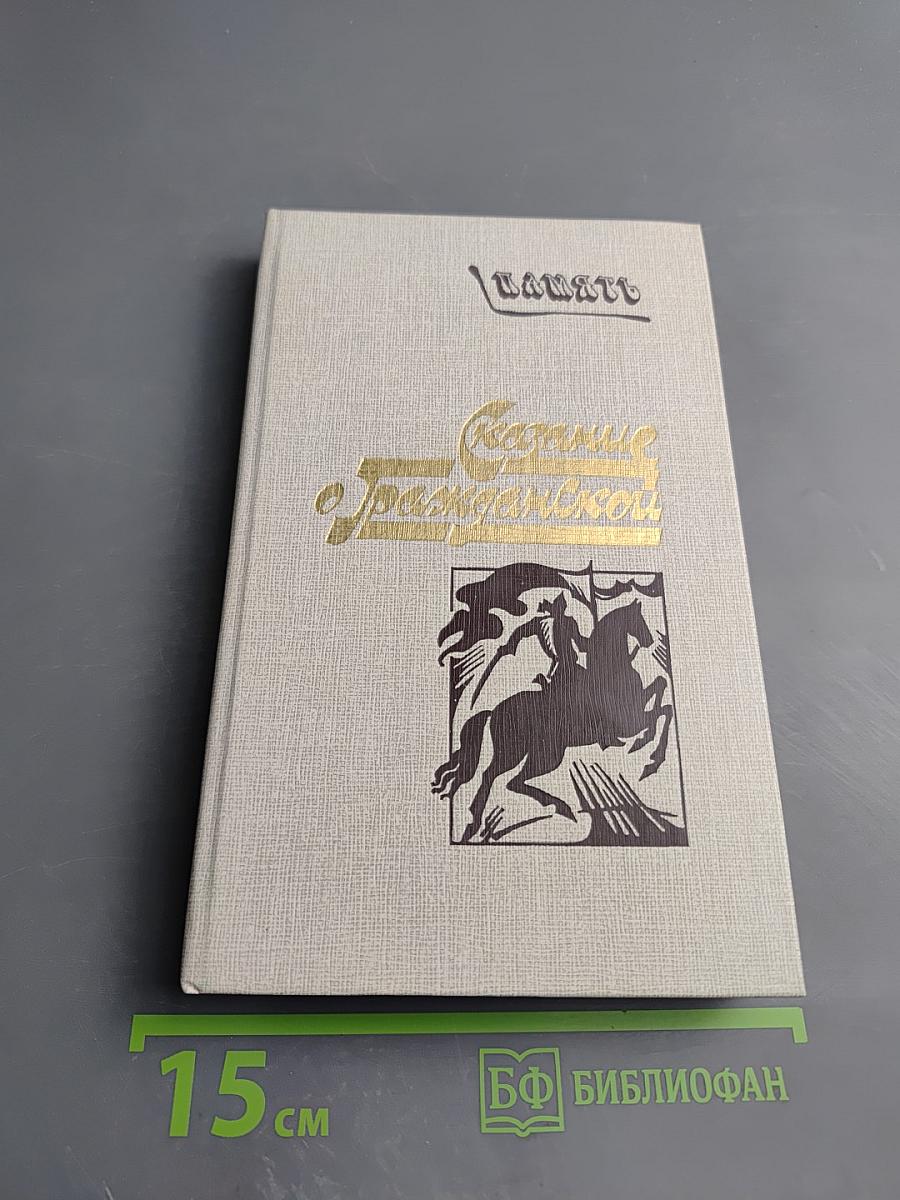 ПАМЯТЬ
Сказание
о Гражданской
15 см
БФ БИБЛИОФАН